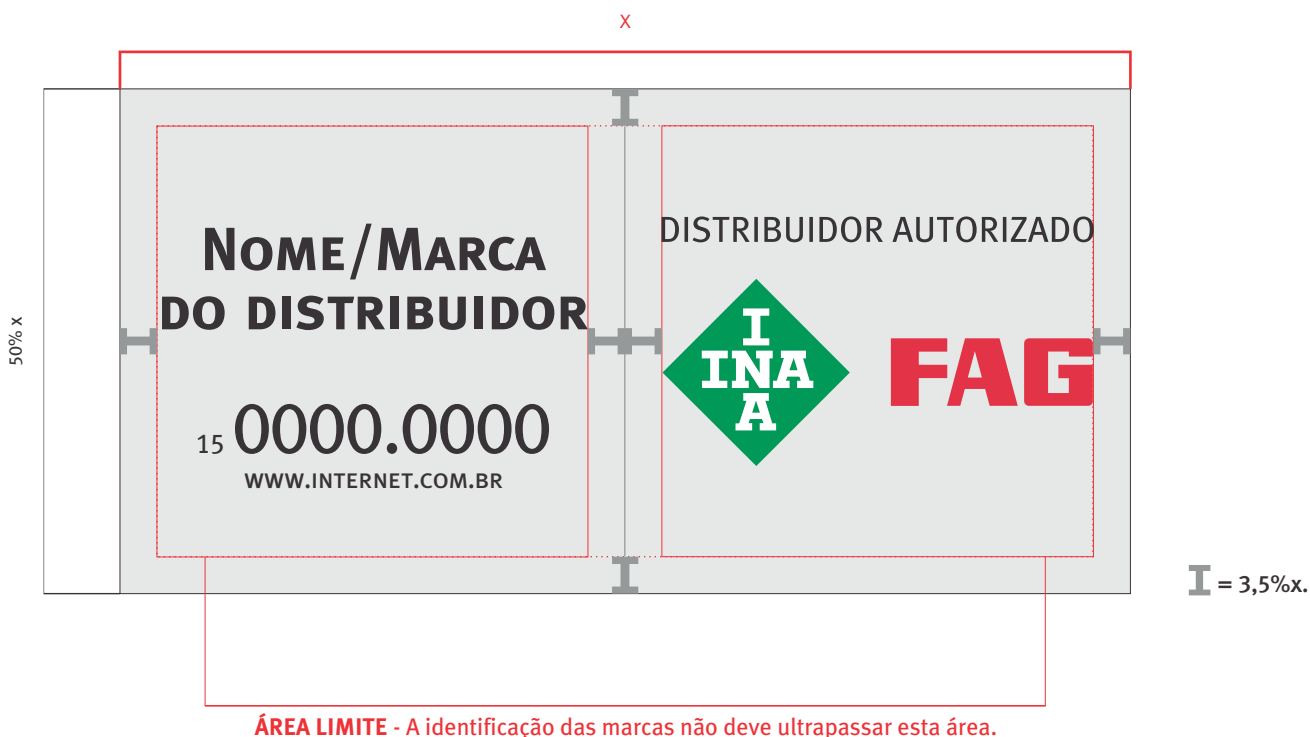 X
50% x
NOME/MARCA
DO DISTRIBUIDOR
15 0000.0000
WWW.INTERNET.COM.BR
DISTRIBUIDOR AUTORIZADO
I
INA
A
FAG
I = 3,5%x.
ÁREA LIMITE - A identificação das marcas não deve ultrapassar esta área.